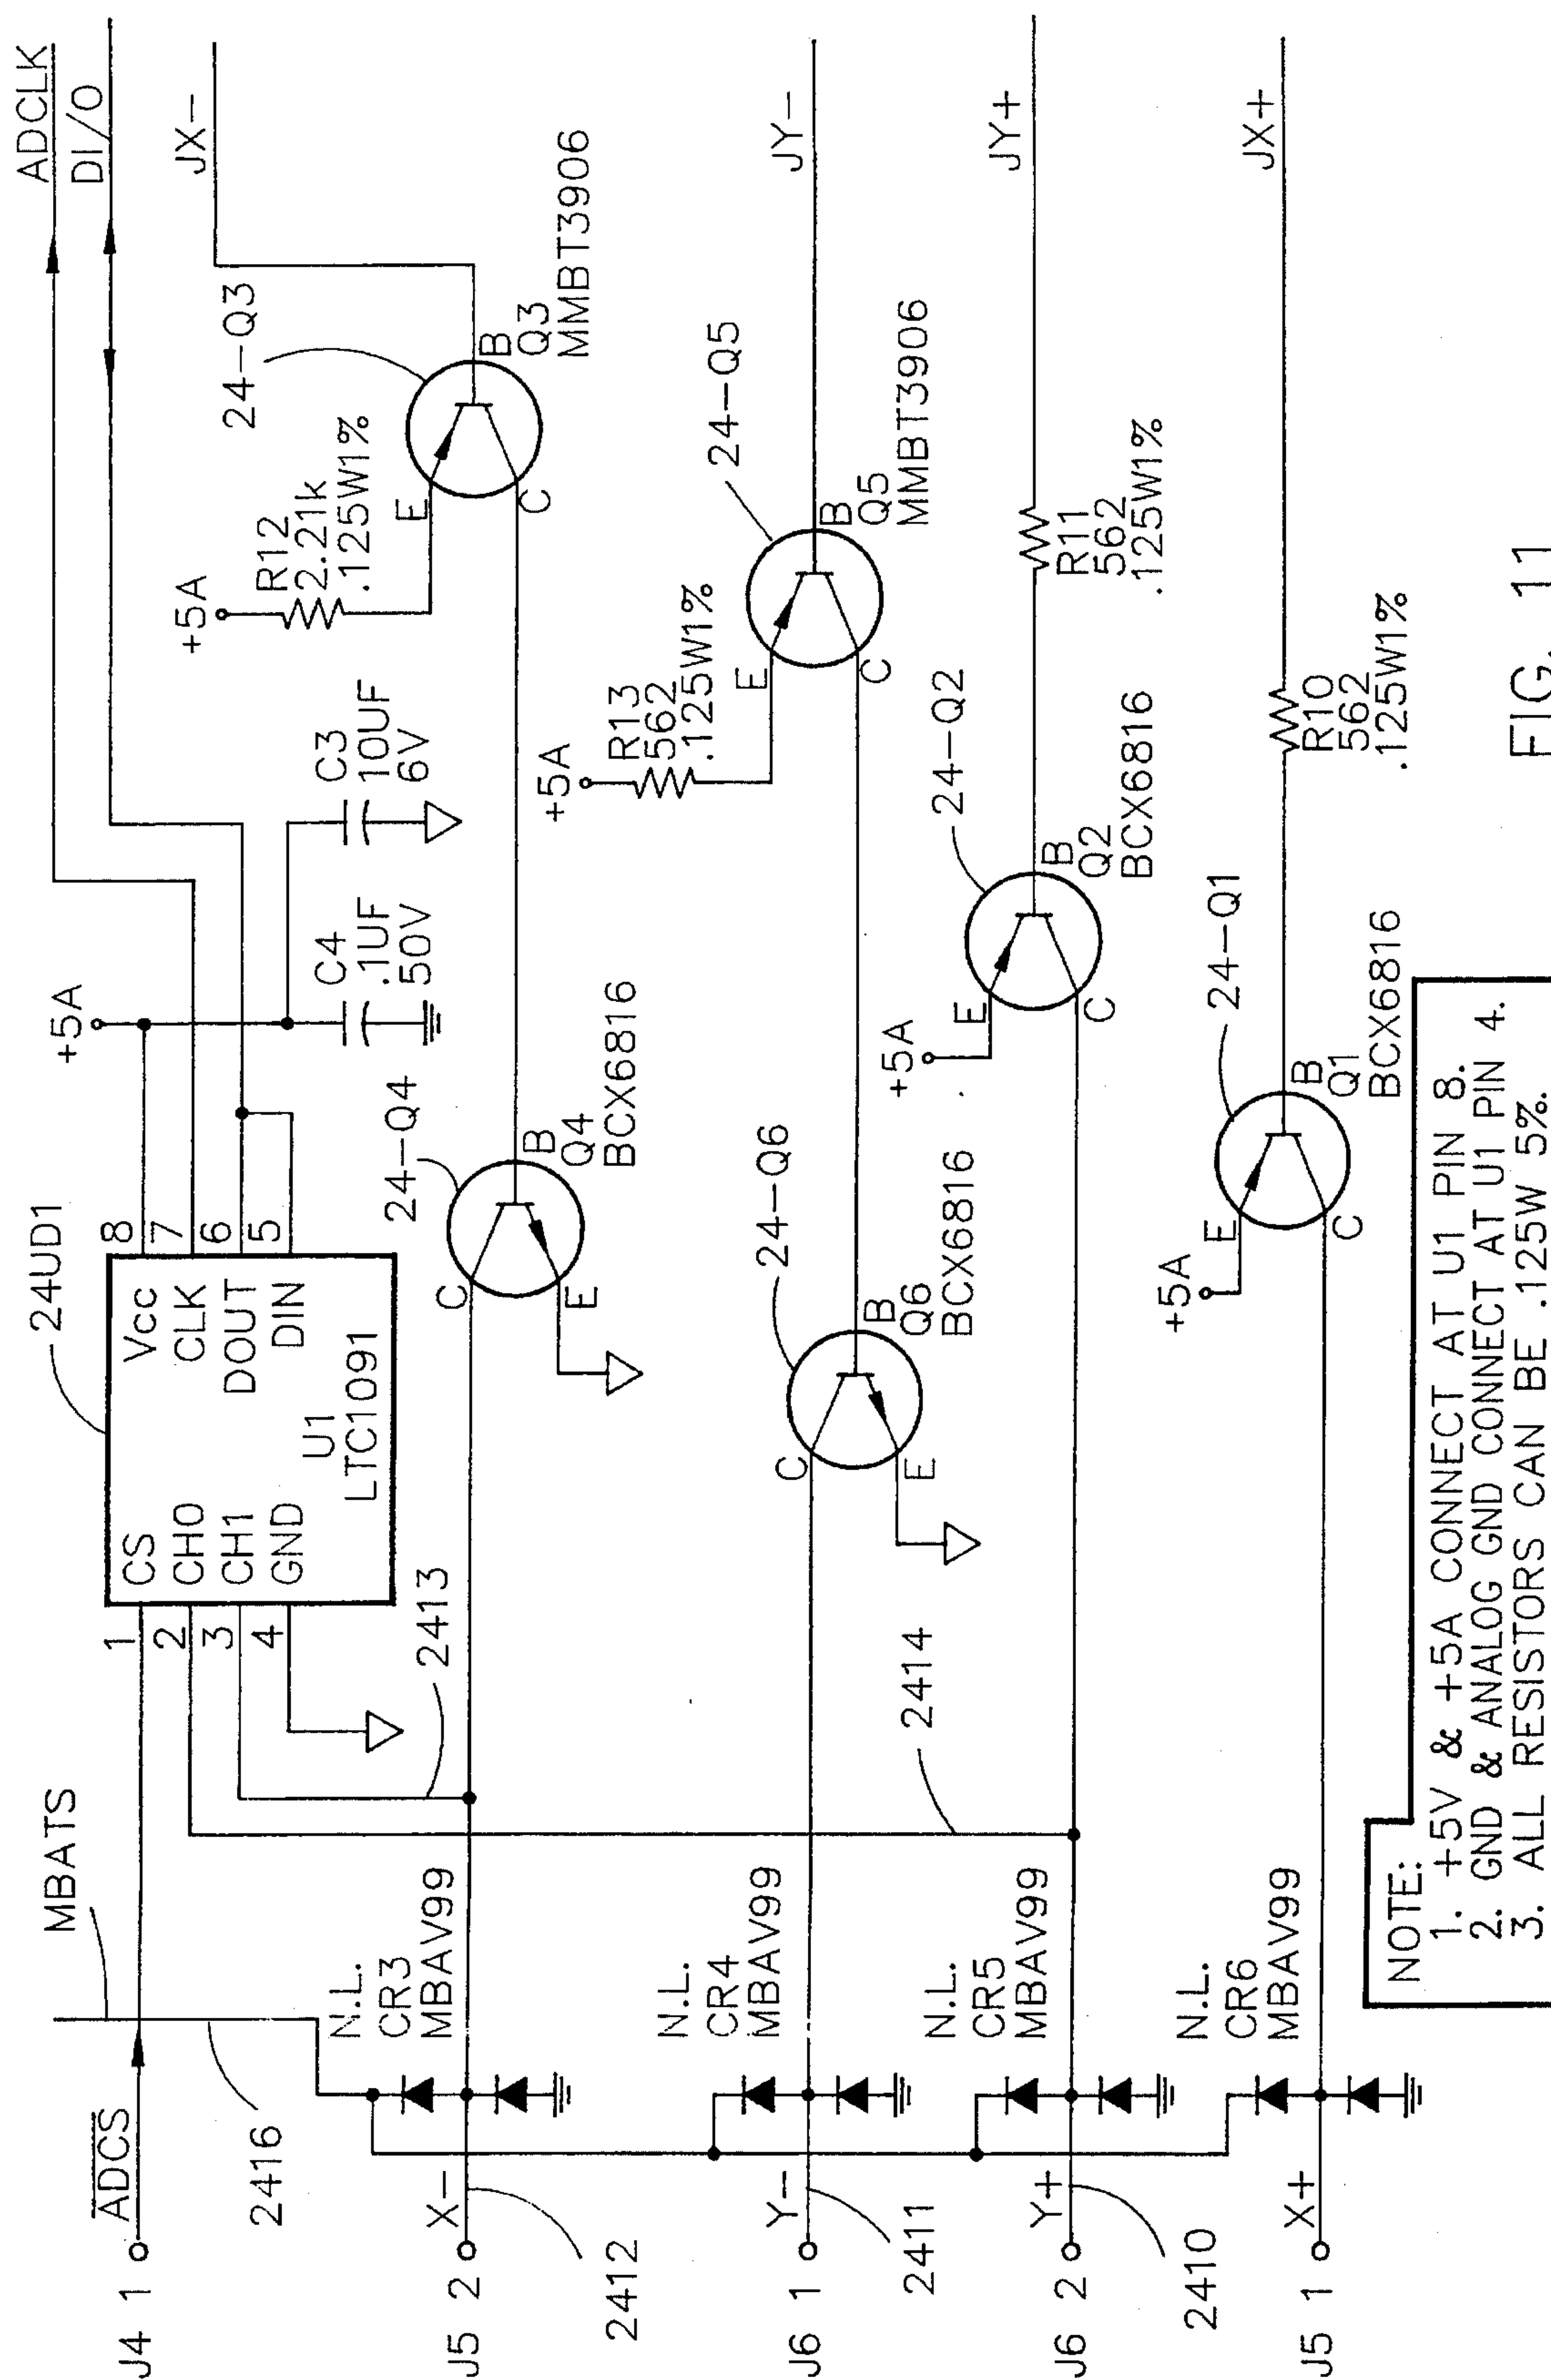 J4 1
ADCS
2416
MBATS
1 CS
2 CH0
3 CH1
4 GND
24UD1
Vcc 8
CLK 7
DOUT 6
DIN 5
U1
LTC1091
+5A
C4
.1UF
50V
C3
10UF
6V
ADCLK
DI/O
J5 2
X-
2412
N.L.
CR3
MBAV99
2413
24-Q4
C
E
B
Q4
BCX6816
+5A
R12
2.21k
.125W1%
24-Q3
E
C
B
Q3
MMBT3906
JX-
J6 1
Y-
2411
N.L.
CR4
MBAV99
2414
24-Q6
C
E
B
Q6
BCX6816
+5A
R13
562
.125W1%
24-Q5
E
C
B
Q5
MMBT3906
JY-
J6 2
Y+
2410
N.L.
CR5
MBAV99
+5A
24-Q2
E
C
B
Q2
BCX6816
R11
562
.125W1%
JY+
J5 1
X+
N.L.
CR6
MBAV99
+5A
24-Q1
E
C
B
Q1
BCX6816
R10
562
.125W1%
JX+
NOTE:
1. +5V & +5A CONNECT AT U1 PIN 8.
2. GND & ANALOG GND CONNECT AT U1 PIN 4.
3. ALL RESISTORS CAN BE .125W 5%.
FIG. 11